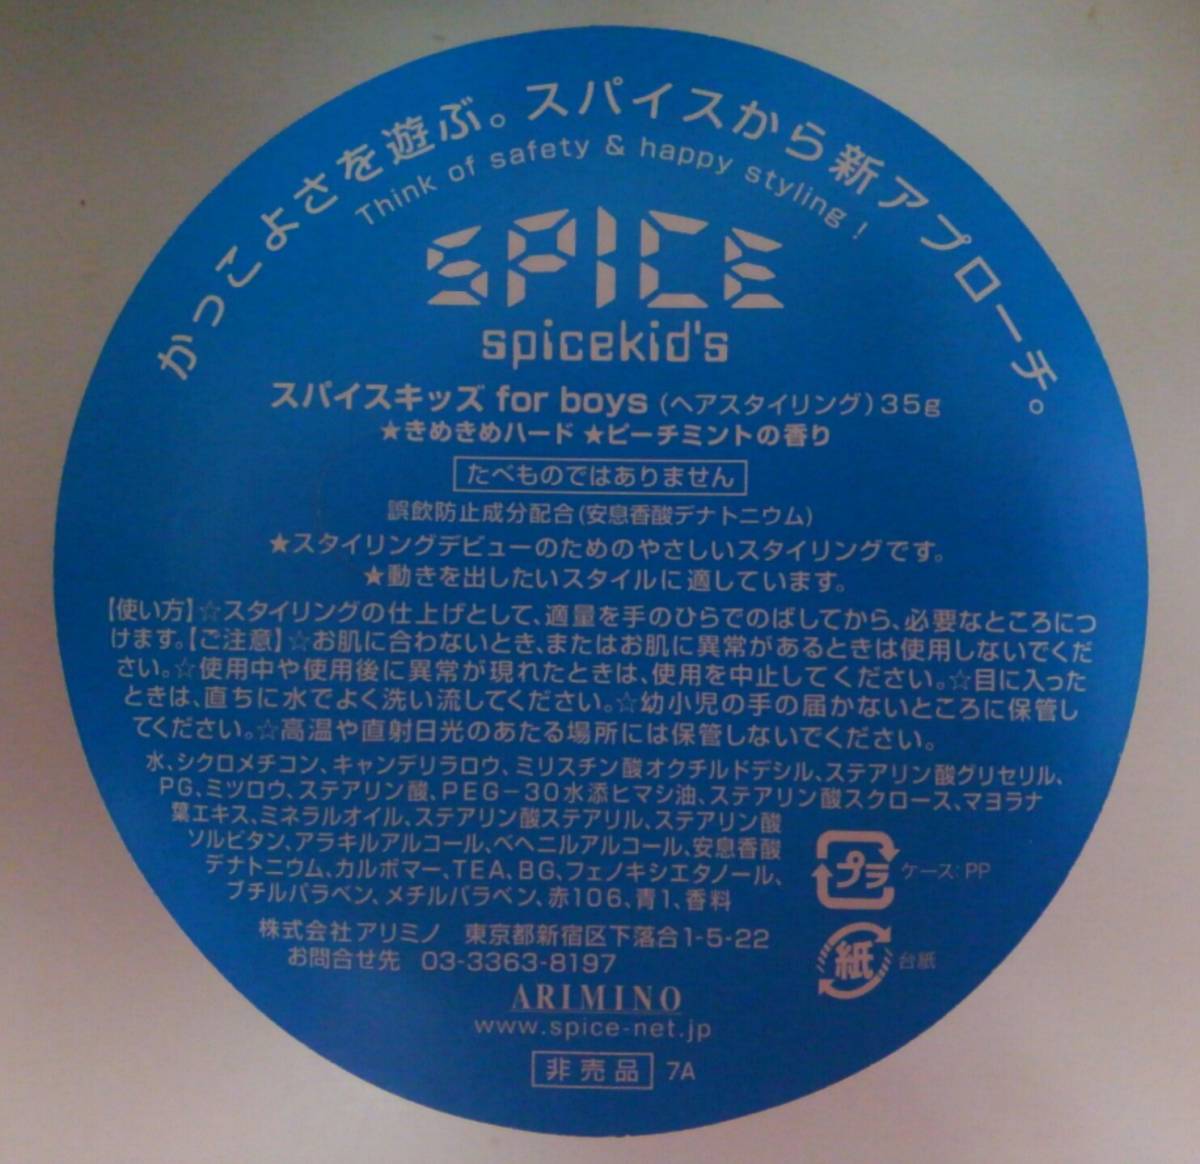 かっこよさを遊ぶ。スパイスから新アプローチ。
Think of safety & happy styling !
SPICE
spicekid's
スパイスキッズ for boys (ヘアスタイリング) 35g
★きめきめハード ★ピーチミントの香り
たべものではありません
誤飲防止成分配合(安息香酸デナトニウム)
★スタイリングデビューのためのやさしいスタイリングです。
★動きを出したいスタイルに適しています。
【使い方】☆スタイリングの仕上げとして、適量を手のひらでのばしてから、必要なところにつ
けます。【ご注意】☆お肌に合わないとき、またはお肌に異常があるときは使用しないでくだ
さい。☆使用中や使用後に異常が現れたときは、使用を中止してください。☆目に入った
ときは、直ちに水でよく洗い流してください。☆幼小児の手の届かないところに保管し
てください。☆高温や直射日光のあたる場所には保管しないでください。
水、シクロメチコン、キャンデリラロウ、ミリスチン酸オクチルドデシル、ステアリン酸グリセリル、
PG、ミツロウ、ステアリン酸、PEG-30水添ヒマシ油、ステアリン酸スクロース、マヨラナ
葉エキス、ミネラルオイル、ステアリン酸ステアリル、ステアリン酸
ソルビタン、アラキルアルコール、ベヘニルアルコール、安息香酸
デナトニウム、カルボマー、TEA、BG、フェノキシエタノール、
ブチルパラベン、メチルパラベン、赤106、青1、香料
プラ ケース: PP
株式会社 アリミノ 東京都新宿区下落合1-5-22
お問合せ先 03-3363-8197
紙 台紙
ARIMINO
www.spice-net.jp
非売品 7A